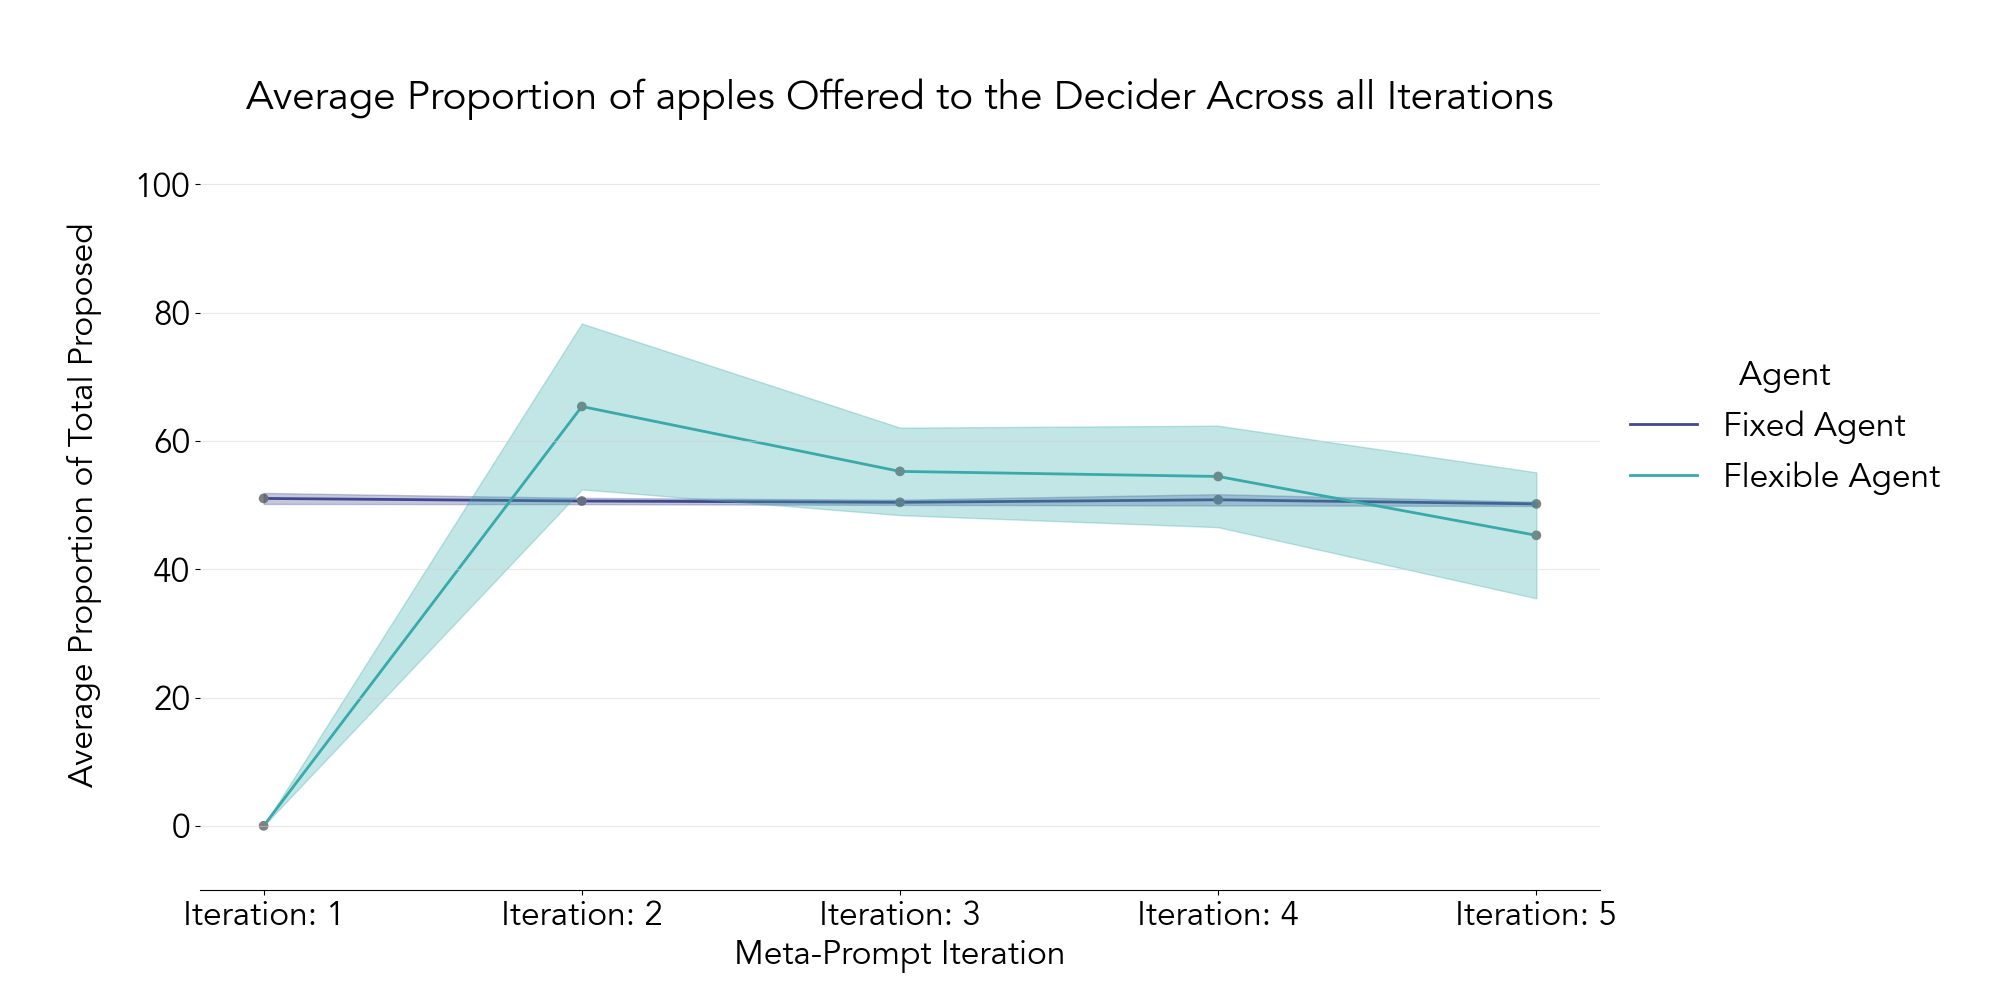 Average Proportion of apples Offered to the Decider Across all Iterations
Average Proportion of Total Proposed
100
80
60
40
20
0
Iteration: 1
Iteration: 2
Iteration: 3
Iteration: 4
Iteration: 5
Meta-Prompt Iteration
Agent
Fixed Agent
Flexible Agent